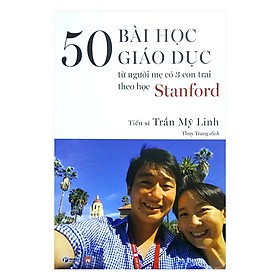 50 BÀI HỌC
GIÁO DỤC
từ người mẹ có 3 con trai
theo học Stanford
Tiến sĩ Trần Mỹ Linh
Thùy Trang dịch